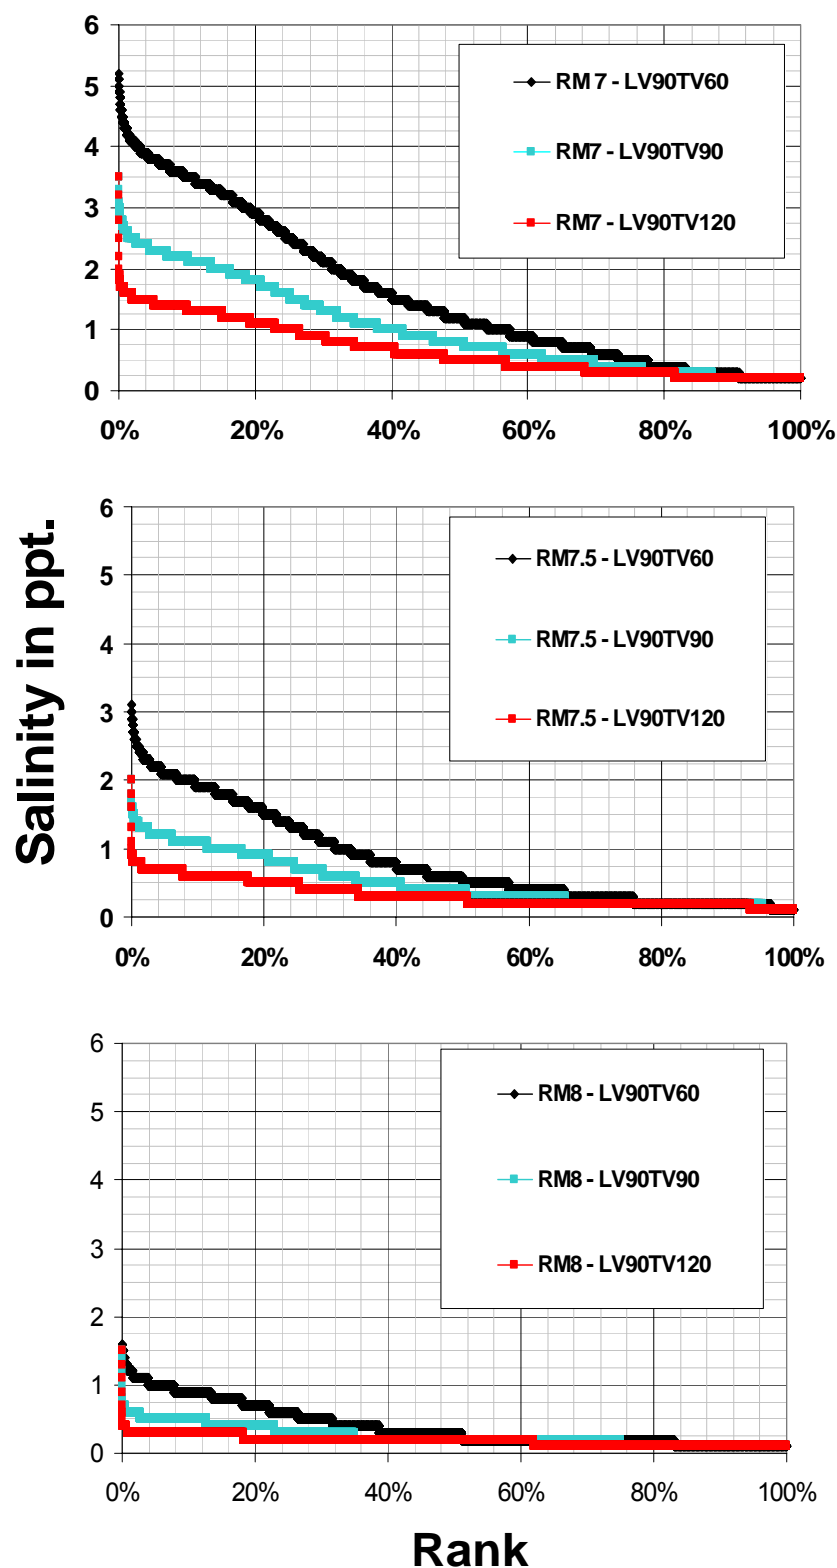 6
5
4
3
2
1
0
RM 7 - LV90TV60
RM7 - LV90TV90
RM7 - LV90TV120
0% 20% 40% 60% 80% 100%
Salinity in ppt.
6
5
4
3
2
1
0
RM7.5 - LV90TV60
RM7.5 - LV90TV90
RM7.5 - LV90TV120
0% 20% 40% 60% 80% 100%
6
5
4
3
2
1
0
RM8 - LV90TV60
RM8 - LV90TV90
RM8 - LV90TV120
0% 20% 40% 60% 80% 100%
Rank